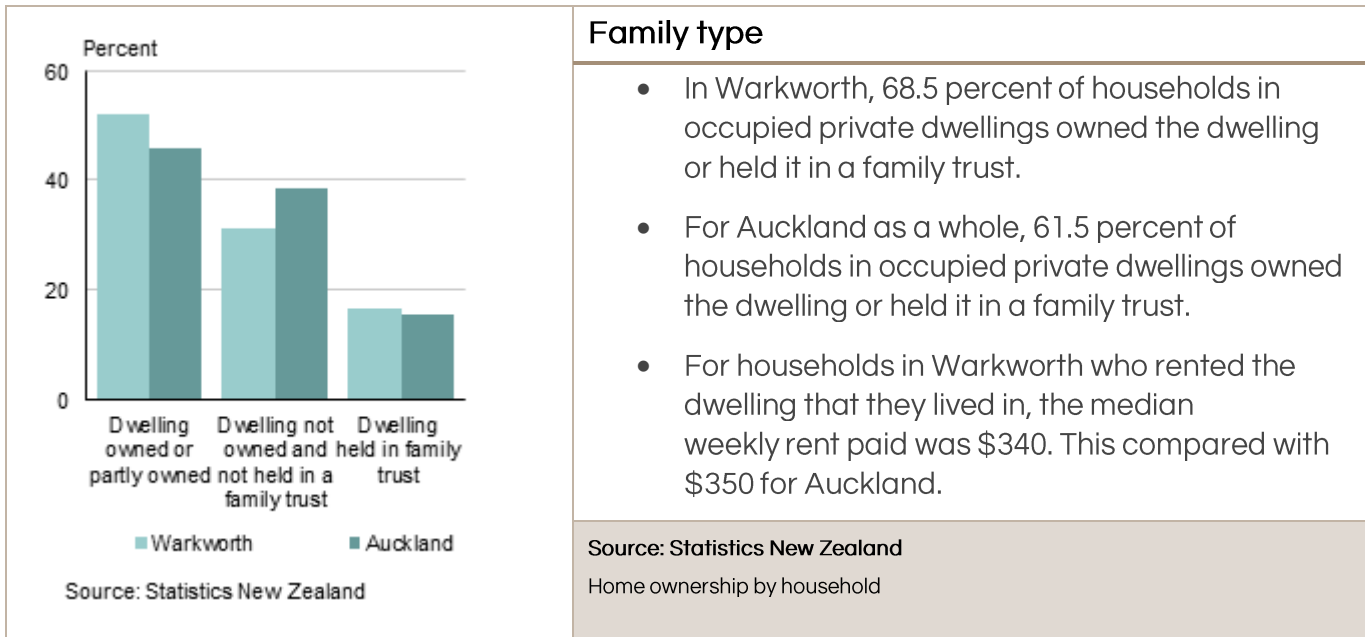 Percent
60
40
20
0
Dwelling
owned or
partly owned
Dwelling not
owned and
not held in a
family trust
Dwelling
held in family
trust
Warkworth
Auckland
Source: Statistics New Zealand
Family type
• In Warkworth, 68.5 percent of households in
occupied private dwellings owned the dwelling
or held it in a family trust.
• For Auckland as a whole, 61.5 percent of
households in occupied private dwellings owned
the dwelling or held it in a family trust.
• For households in Warkworth who rented the
dwelling that they lived in, the median
weekly rent paid was $340. This compared with
$350 for Auckland.
Source: Statistics New Zealand
Home ownership by household